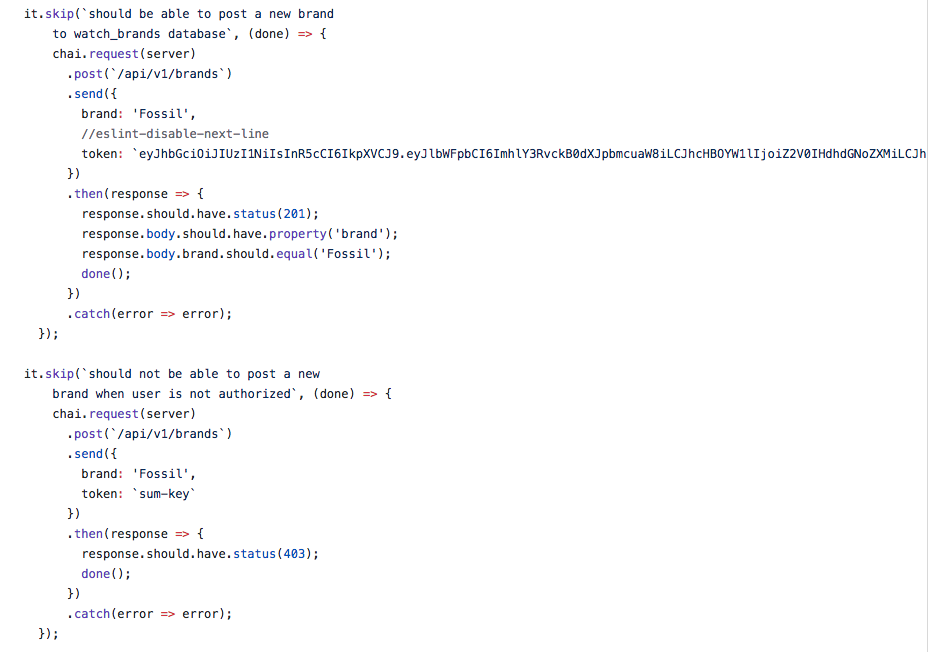 it.skip(`should be able to post a new brand
to watch_brands database`, (done) => {
chai.request(server)
.post(`/api/v1/brands`)
.send({
brand: 'Fossil',
//eslint-disable-next-line
token: `eyJhbGciOiJIUzI1NiIsInR5cCI6IkpXVCJ9.eyJlbWFpbCI6ImhlY3RvckB0dXJpbmcuaW8iLCJhcHBOYW1lIjoiZ2V0IHdhdGNoZXMiLCJh
})
.then(response => {
response.should.have.status(201);
response.body.should.have.property('brand');
response.body.brand.should.equal('Fossil');
done();
})
.catch(error => error);
});
it.skip(`should not be able to post a new
brand when user is not authorized`, (done) => {
chai.request(server)
.post(`/api/v1/brands`)
.send({
brand: 'Fossil',
token: `sum-key`
})
.then(response => {
response.should.have.status(403);
done();
})
.catch(error => error);
});